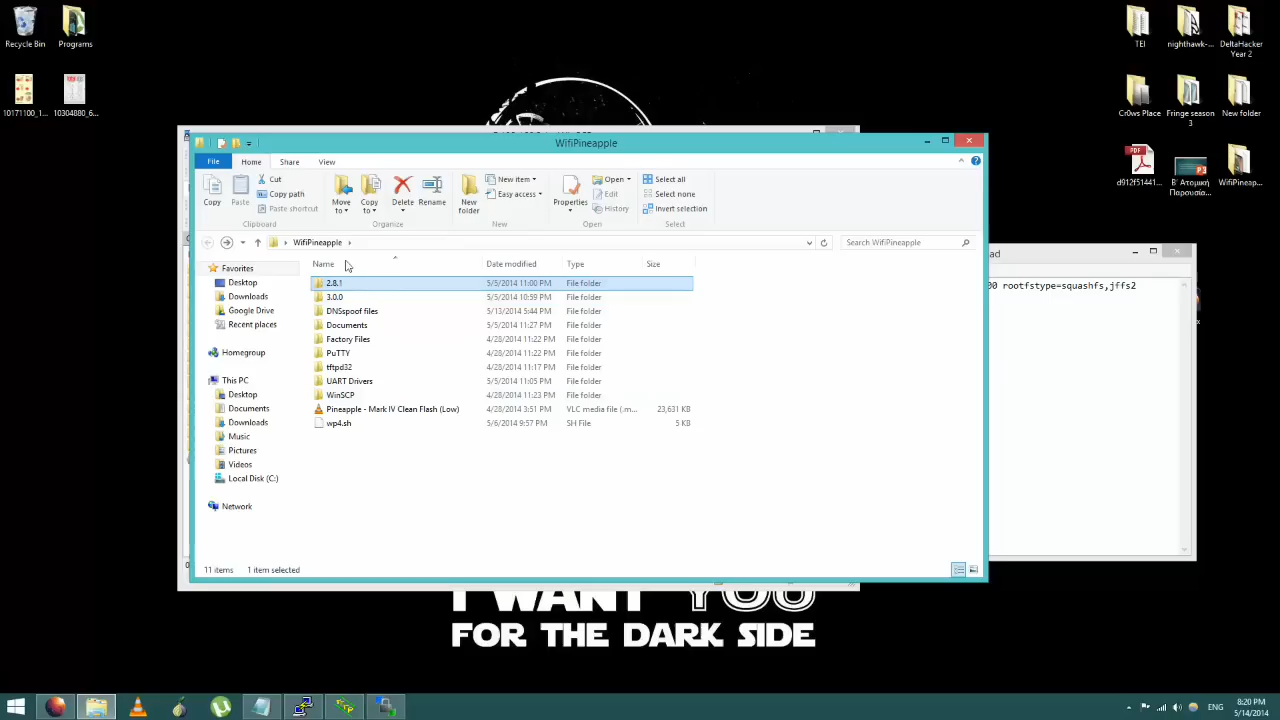 Recycle Bin
Programs
10171100_1...
10304880_6...
TEI
nighthawk-...
DeltaHacker
Year 2
Cr0ws Place
Fringe season
3
New folder
d912f51441...
Β' Ατομική
Παρουσία...
WifiPineap...
WifiPineapple
File
Home
Share
View
Copy
Paste
Cut
Copy path
Paste shortcut
Clipboard
Move
to
Copy
to
Delete
Rename
Organize
New
folder
New item
Easy access
New
Properties
Open
Edit
History
Open
Select all
Select none
Invert selection
Select
WifiPineapple
Search WifiPineapple
Name
Date modified
Type
Size
Favorites
Desktop
Downloads
Google Drive
Recent places
Homegroup
This PC
Desktop
Documents
Downloads
Music
Pictures
Videos
Local Disk (C:)
Network
2.8.1 5/5/2014 11:00 PM File folder
3.0.0 5/5/2014 10:59 PM File folder
DNSspoof files 5/13/2014 5:44 PM File folder
Documents 5/5/2014 11:27 PM File folder
Factory Files 4/28/2014 11:22 PM File folder
PuTTY 4/28/2014 11:22 PM File folder
tftpd32 4/28/2014 11:17 PM File folder
UART Drivers 5/5/2014 11:05 PM File folder
WinSCP 4/28/2014 11:23 PM File folder
Pineapple - Mark IV Clean Flash (Low) 4/28/2014 3:51 PM VLC media file (.m... 23,631 KB
wp4.sh 5/6/2014 9:57 PM SH File 5 KB
11 items
1 item selected
ad
00 rootfstype=squashfs,jffs2
I WANT YOU
FOR THE DARK SIDE
ENG
8:20 PM
5/14/2014